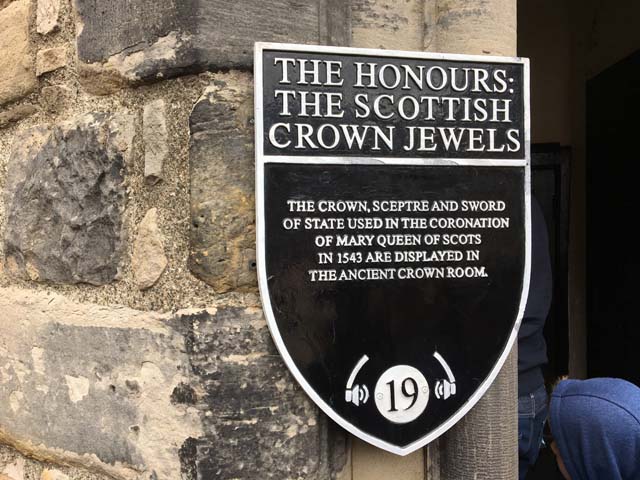 THE HONOURS:
THE SCOTTISH
CROWN JEWELS
THE CROWN, SCEPTRE AND SWORD
OF STATE USED IN THE CORONATION
OF MARY QUEEN OF SCOTS
IN 1543 ARE DISPLAYED IN
THE ANCIENT CROWN ROOM.
19